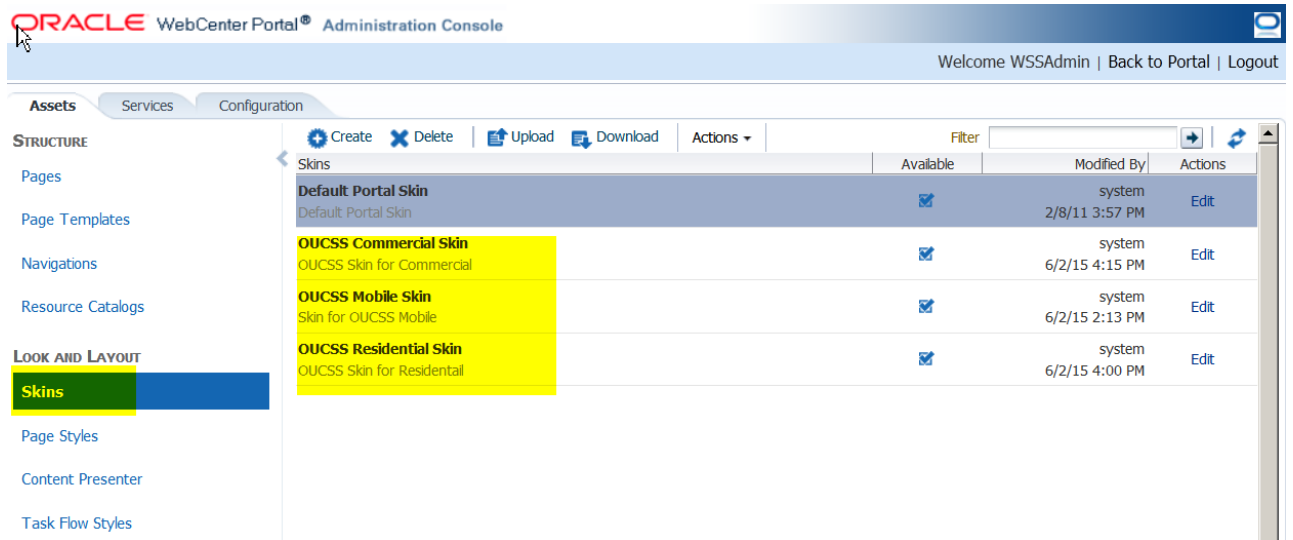 ORACLE WebCenter Portal® Administration Console
Welcome WSSAdmin | Back to Portal | Logout
Assets Services Configuration
STRUCTURE
Pages
Page Templates
Navigations
Resource Catalogs
LOOK AND LAYOUT
Skins
Page Styles
Content Presenter
Task Flow Styles
Create Delete Upload Download Actions Filter
Skins Available Modified By Actions
Default Portal Skin system
Default Portal Skin 2/8/11 3:57 PM Edit
OUCSS Commercial Skin system
OUCSS Skin for Commercial 6/2/15 4:15 PM Edit
OUCSS Mobile Skin system
Skin for OUCSS Mobile 6/2/15 2:13 PM Edit
OUCSS Residential Skin system
OUCSS Skin for Residentail 6/2/15 4:00 PM Edit